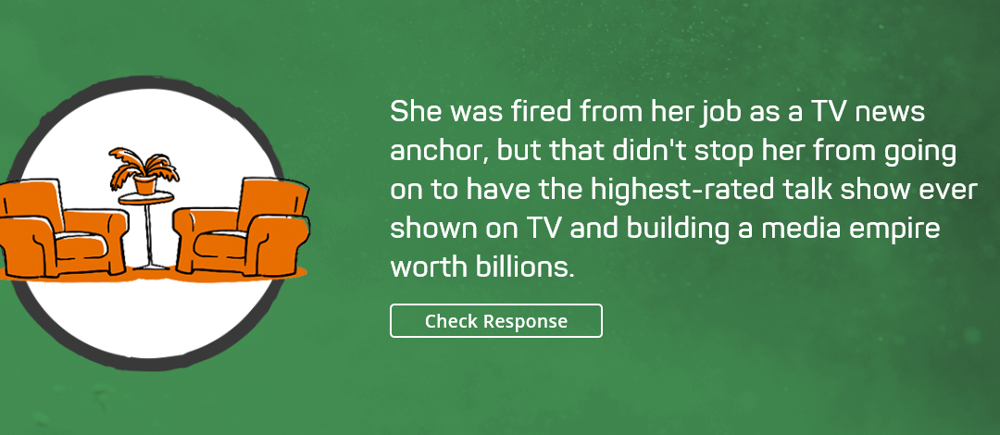 She was fired from her job as a TV news
anchor, but that didn't stop her from going
on to have the highest-rated talk show ever
shown on TV and building a media empire
worth billions.
Check Response